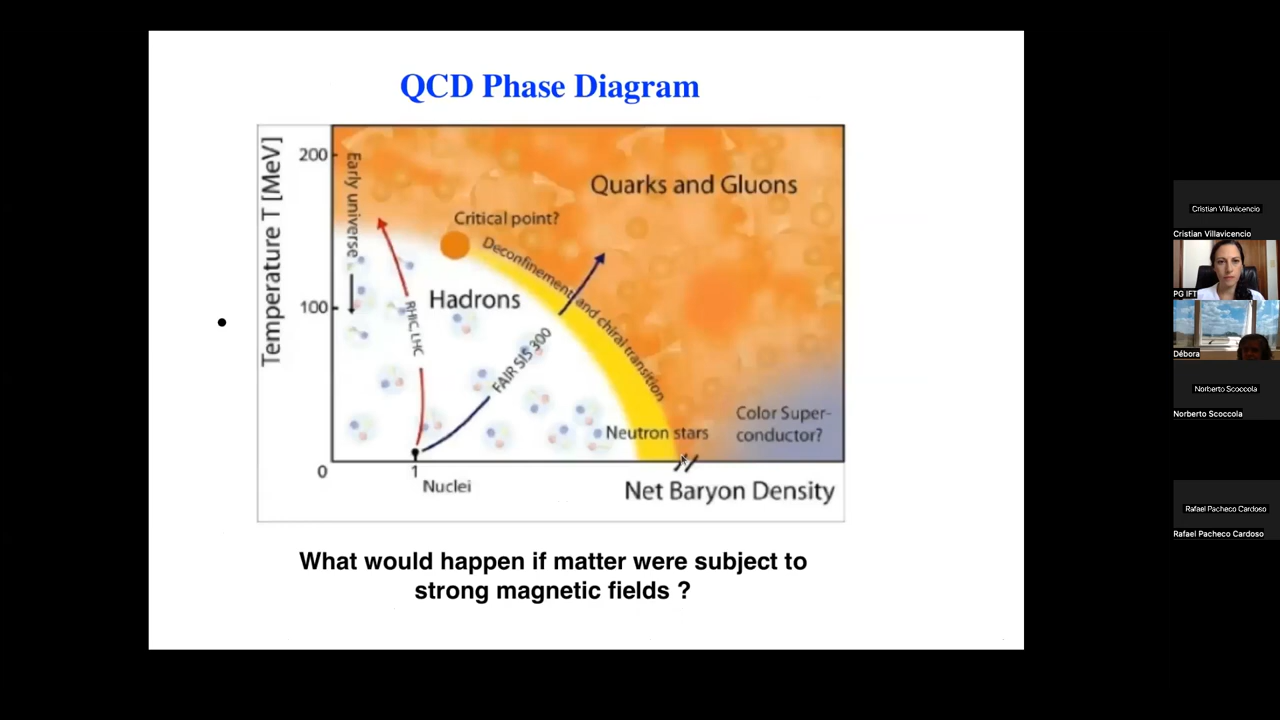 QCD Phase Diagram
Temperature T [MeV]
200
100
0
Early universe
Quarks and Gluons
Critical point?
Deconfinement and chiral transition
Hadrons
RHIC, LHC
FAIR SIS 300
Neutron stars
Color Super-
conductor?
1
Nuclei
Net Baryon Density
What would happen if matter were subject to
strong magnetic fields ?
Cristian Villavicencio
Cristian Villavicencio
PG IFT
Débora
Norberto Scoccola
Norberto Scoccola
Rafael Pacheco Cardoso
Rafael Pacheco Cardoso